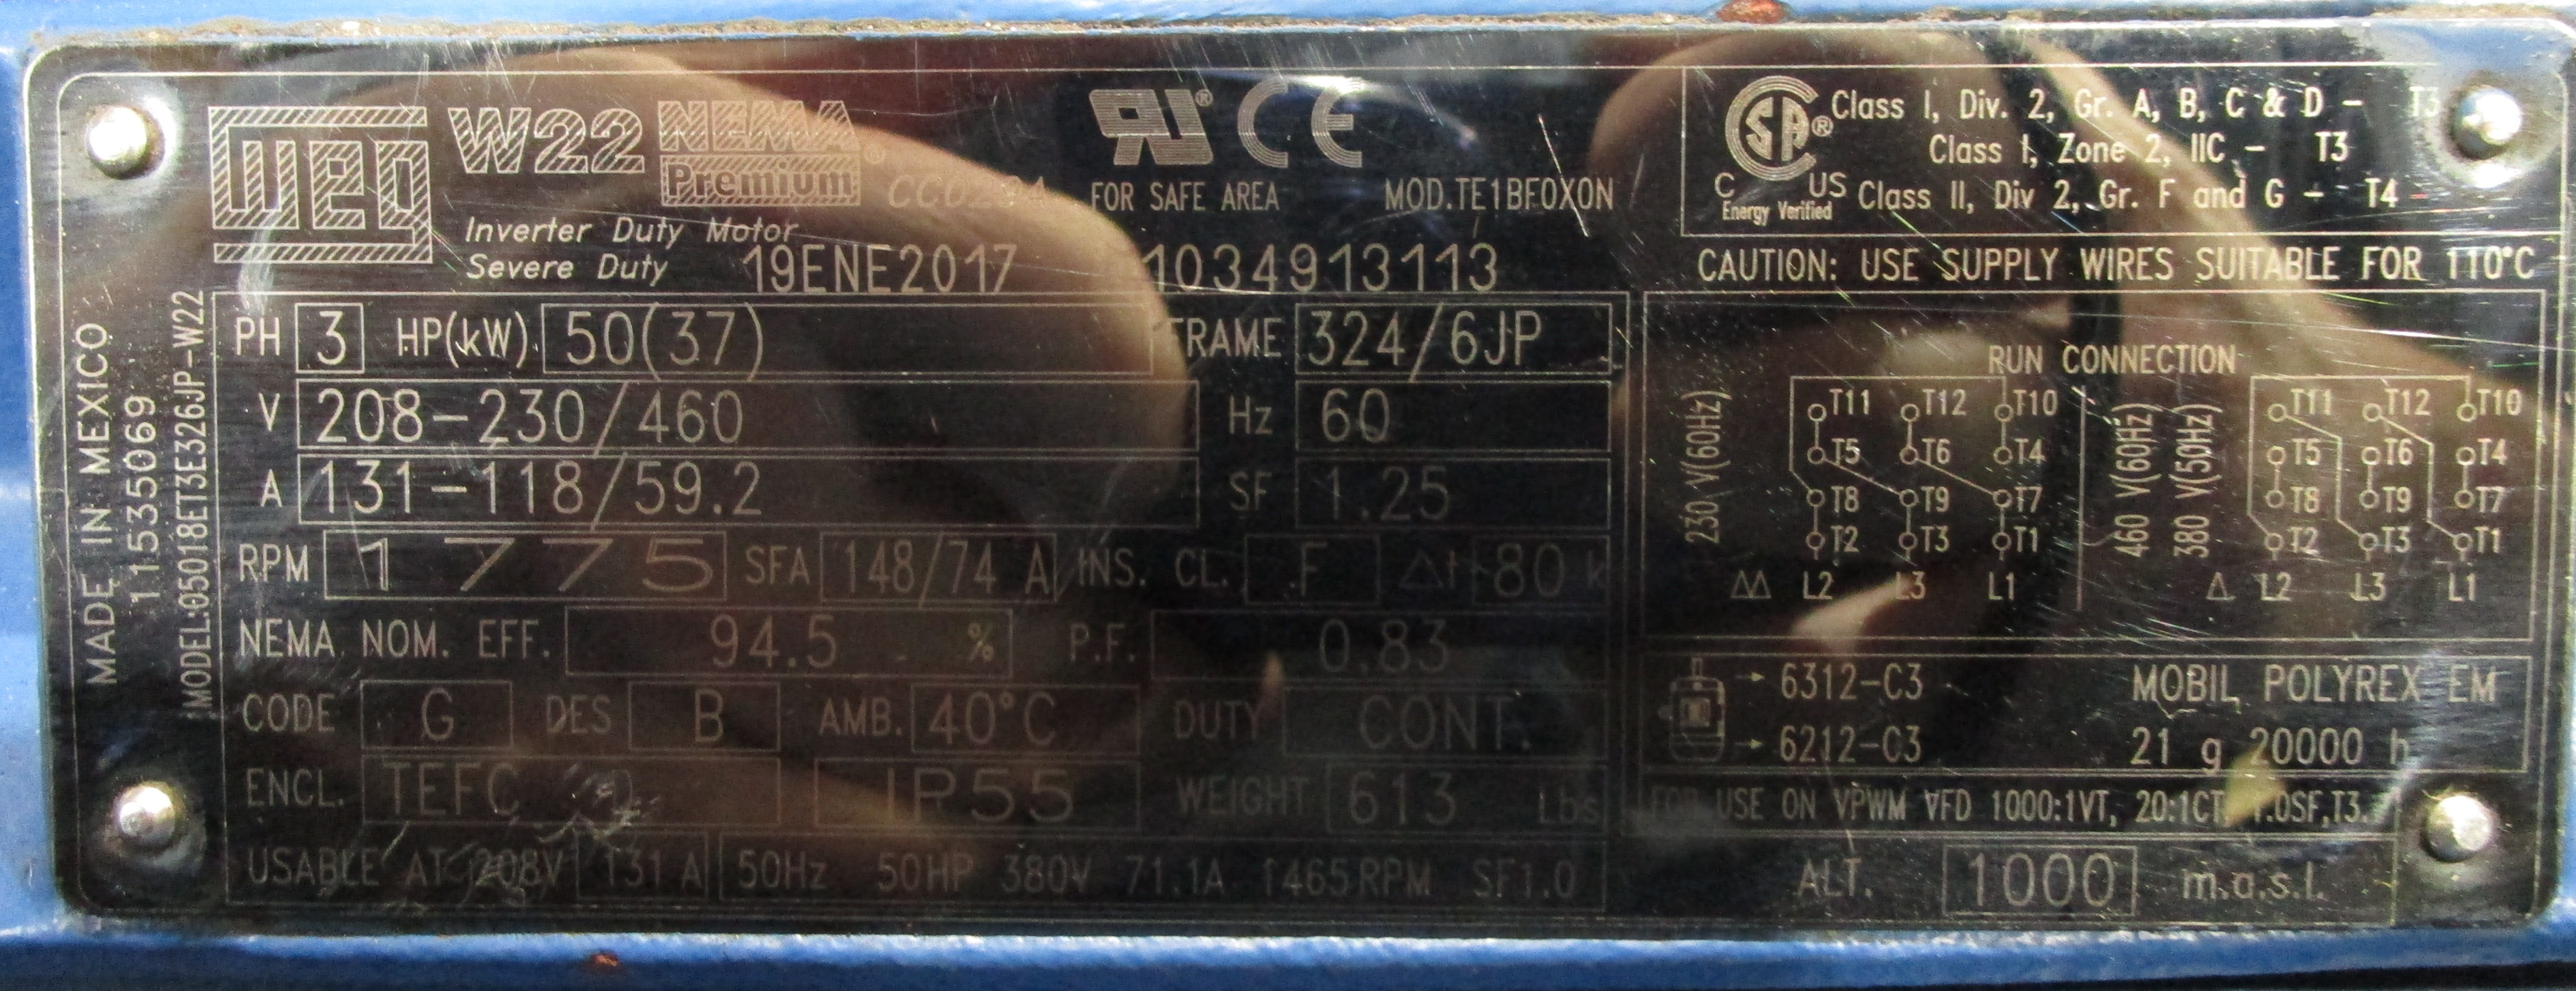 WEG W22 NEMA Premium®
CC029A
Inverter Duty Motor
Severe Duty
19ENE2017
1034913113
FOR SAFE AREA
MOD.TE1BF0X0N
Class I, Div. 2, Gr. A, B, C & D - T3
Class I, Zone 2, IIC - T3
Class II, Div 2, Gr. F and G - T4
CSA® C US
Energy Verified
CAUTION: USE SUPPLY WIRES SUITABLE FOR 110°C
MADE IN MEXICO
11535069
MODEL:05018ET3E326JP-W22
PH 3 HP(kW) 50(37) FRAME 324/6JP
V 208-230/460 Hz 60
A 131-118/59.2 SF 1.25
RPM 1775 SFA 148/74 A INS. CL. F Δt 80 K
NEMA NOM. EFF. 94.5 % P.F. 0.83
CODE G DES B AMB. 40°C DUTY CONT.
ENCL. TEFC IP55 WEIGHT 613 Lbs
USABLE AT 208V 131 A 50Hz 50HP 380V 71.1A 1465RPM SF1.0
RUN CONNECTION
230 V(60Hz)
T11 T12 T10
T5 T6 T4
T8 T9 T7
T2 T3 T1
ΔΔ L2 L3 L1
460 V(60Hz)
380 V(50Hz)
T11 T12 T10
T5 T6 T4
T8 T9 T7
T2 T3 T1
Δ L2 L3 L1
6312-C3 MOBIL POLYREX EM
6212-C3 21 g 20000 h
FOR USE ON VPWM VFD 1000:1VT, 20:1CT, 1.0SF,T3.
ALT. 1000 m.a.s.l.